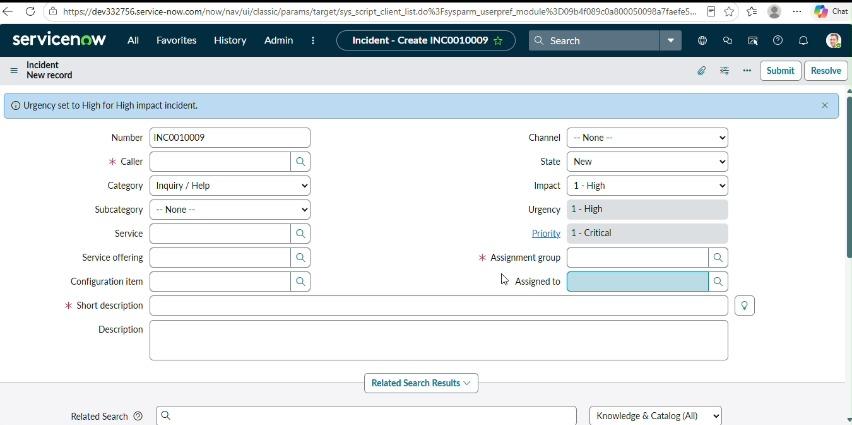 https://dev332756.service-now.com/now/nav/ui/classic/params/target/sys_script_client_list.do%3Fsysparm_userpref_module%3D09b4f089c0a800050098a7faefe5...
Chat
servicenow All Favorites History Admin Incident - Create INC0010009 Search
Incident
New record
Submit Resolve
Urgency set to High for High impact incident.
Number INC0010009 Channel -- None --
* Caller State New
Category Inquiry / Help Impact 1 - High
Subcategory -- None -- Urgency 1 - High
Service Priority 1 - Critical
Service offering * Assignment group
Configuration item Assigned to
* Short description
Description
Related Search Results
Related Search Knowledge & Catalog (All)